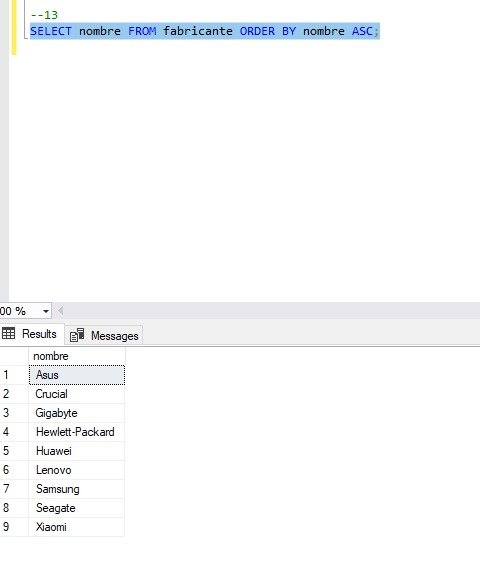 --13
SELECT nombre FROM fabricante ORDER BY nombre ASC;
00 %
Results Messages
nombre
1 Asus
2 Crucial
3 Gigabyte
4 Hewlett-Packard
5 Huawei
6 Lenovo
7 Samsung
8 Seagate
9 Xiaomi